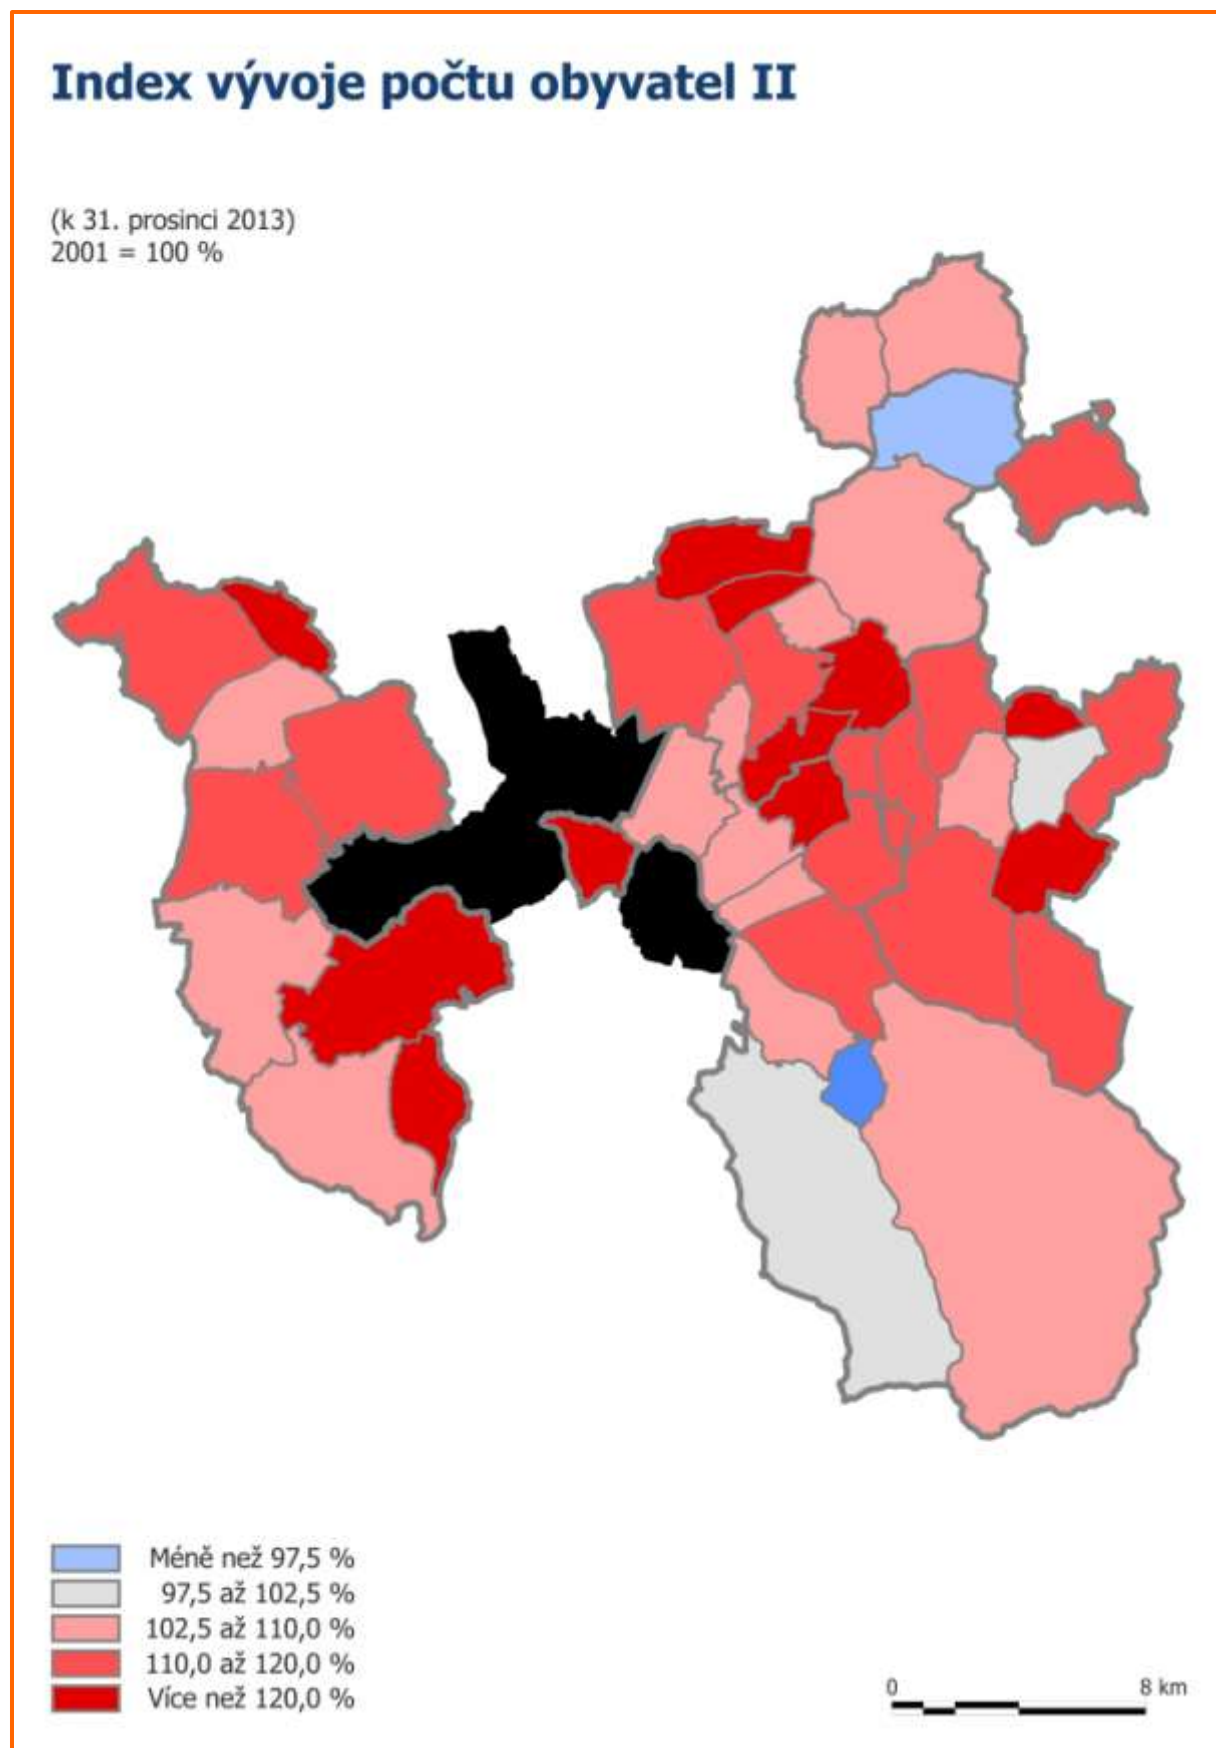 Index vývoje počtu obyvatel II
(k 31. prosinci 2013)
2001 = 100 %
Méně než 97,5 %
97,5 až 102,5 %
102,5 až 110,0 %
110,0 až 120,0 %
Více než 120,0 %
0 8 km